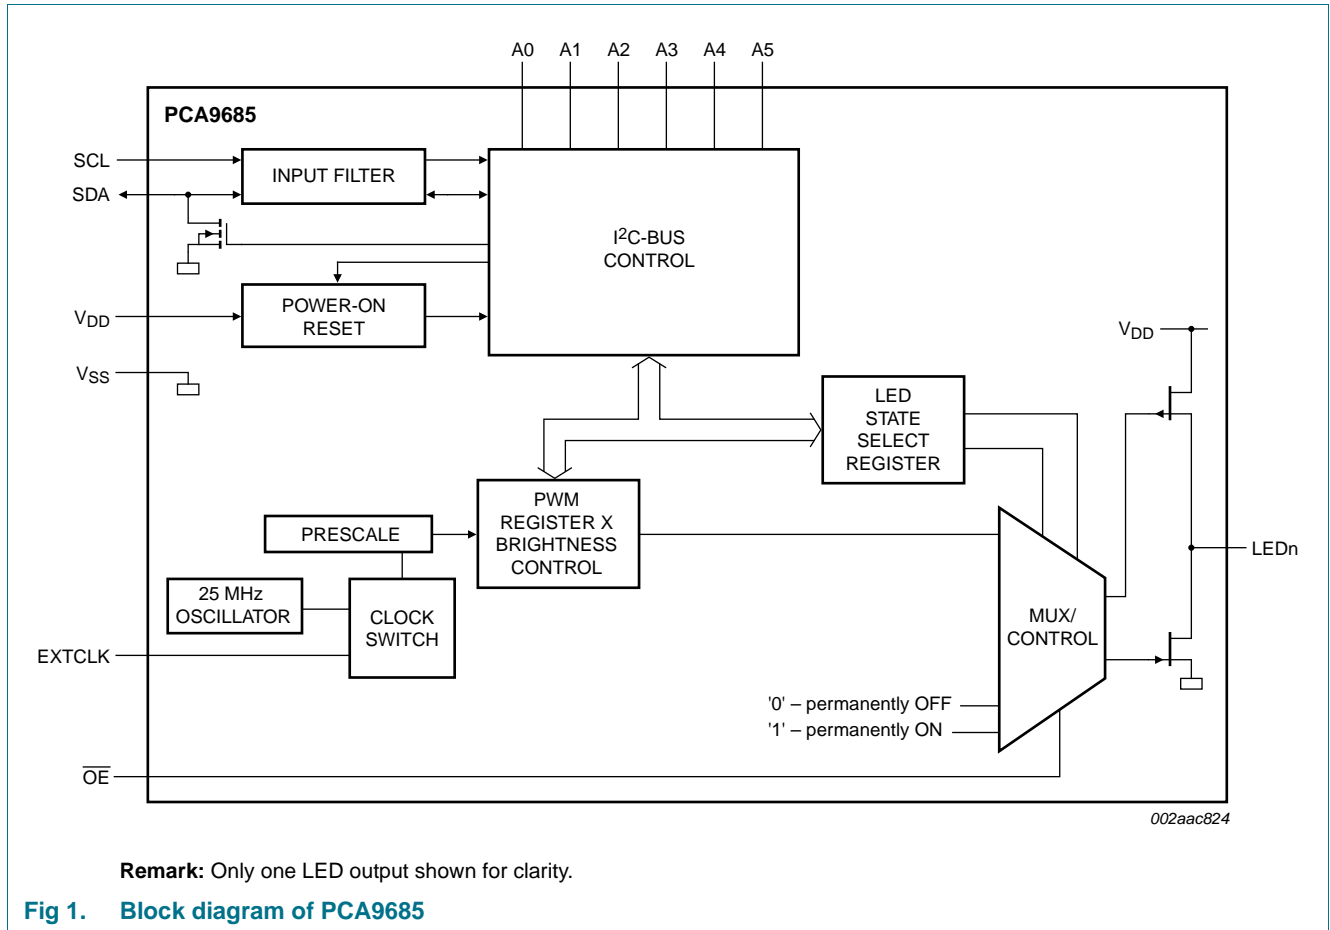 A0 A1 A2 A3 A4 A5
PCA9685
SCL
INPUT FILTER
SDA
I2C-BUS
CONTROL
POWER-ON
RESET
VDD
VSS
VDD
LED
STATE
SELECT
REGISTER
PWM
REGISTER X
BRIGHTNESS
CONTROL
PRESCALE
25 MHz
OSCILLATOR
CLOCK
SWITCH
EXTCLK
MUX/
CONTROL
LEDn
'0' – permanently OFF
'1' – permanently ON
OE
002aac824
Remark: Only one LED output shown for clarity.
Fig 1. Block diagram of PCA9685